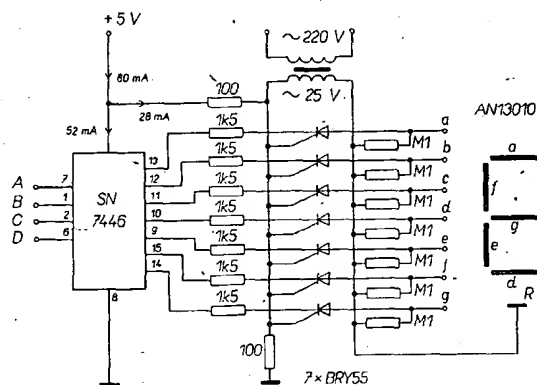 +5 V
~220 V
80 mA
100
~25 V
28 mA
AN13010
52 mA
1k5
a
13
M1
b
a
1k5
12
M1
A
7
SN
1k5
11
c
f
B
1
7446
M1
C
2
10
1k5
d
g
D
6
9
M1
1k5
e
e
15
M1
1k5
f
d
14
M1
R
1k5
g
8
M1
100
7×BRY55